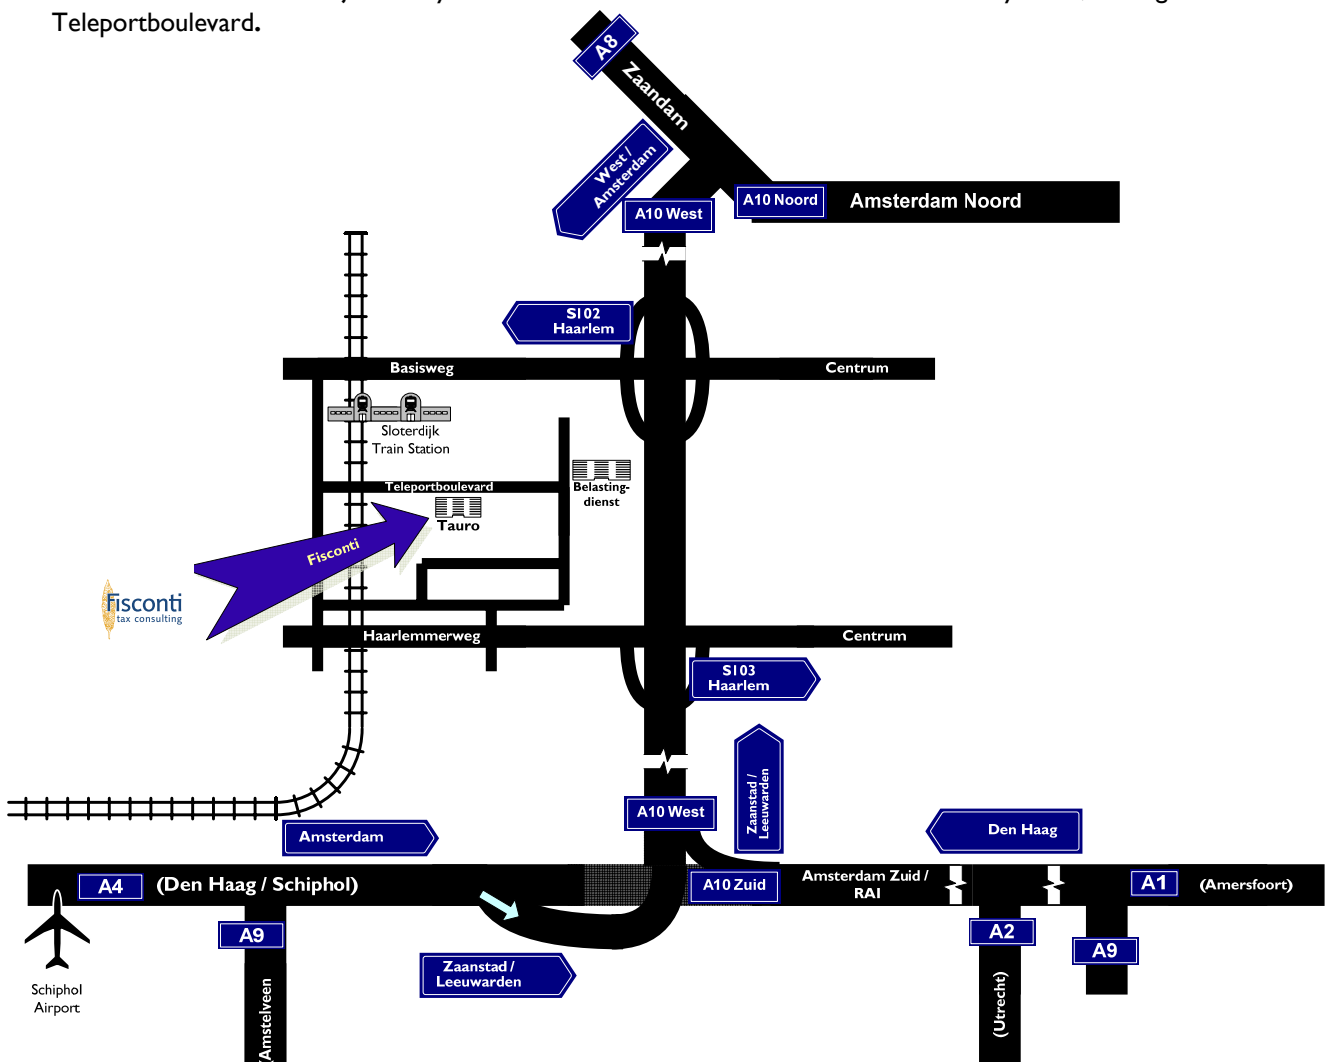 Teleportboulevard.
A8
Zaandam
West /
Amsterdam
A10 West
A10 Noord
Amsterdam Noord
S102
Haarlem
Basisweg
Centrum
Sloterdijk
Train Station
Teleportboulevard
Belasting-
dienst
Tauro
Fisconti
Fisconti
tax consulting
Haarlemmerweg
Centrum
S103
Haarlem
Zaanstad /
Leeuwarden
A10 West
Amsterdam
Den Haag
A4
(Den Haag / Schiphol)
A10 Zuid
Amsterdam Zuid /
RAI
A1
(Amersfoort)
A9
A2
A9
Zaanstad /
Leeuwarden
Schiphol
Airport
(Amstelveen
(Utrecht)